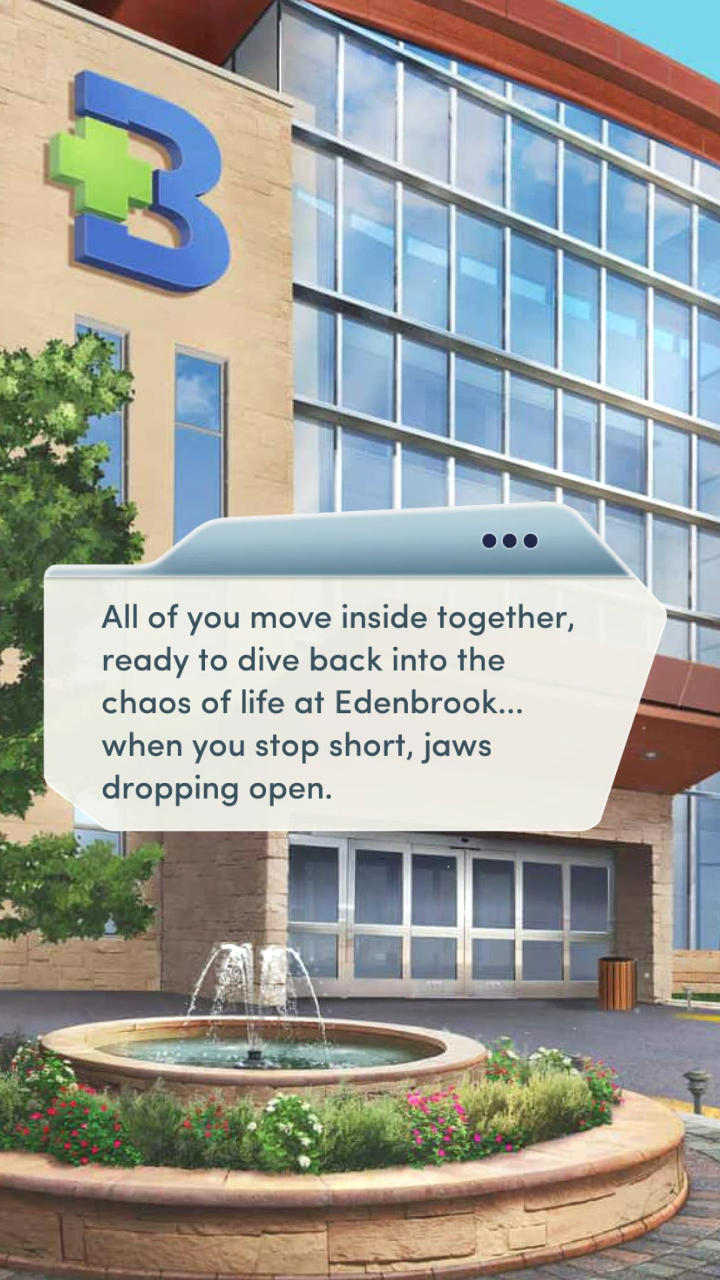 B
All of you move inside together,
ready to dive back into the
chaos of life at Edenbrook...
when you stop short, jaws
dropping open.